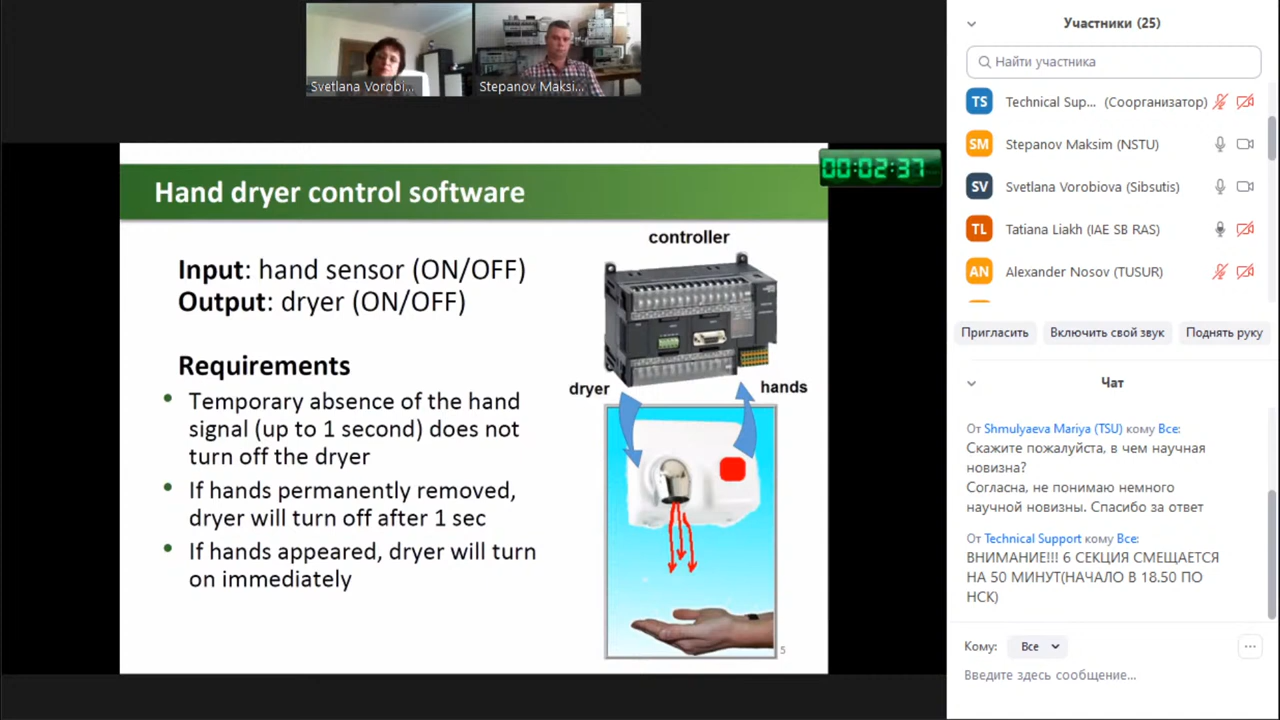 Svetlana Vorobi...
Stepanov Maksi...
00:02:37
Hand dryer control software
Input: hand sensor (ON/OFF)
Output: dryer (ON/OFF)
Requirements
• Temporary absence of the hand
signal (up to 1 second) does not
turn off the dryer
• If hands permanently removed,
dryer will turn off after 1 sec
• If hands appeared, dryer will turn
on immediately
controller
dryer
hands
5
Участники (25)
Найти участника
TS Technical Sup... (Соорганизатор)
SM Stepanov Maksim (NSTU)
SV Svetlana Vorobiova (Sibsutis)
TL Tatiana Liakh (IAE SB RAS)
AN Alexander Nosov (TUSUR)
Пригласить Включить свой звук Поднять руку
Чат
От Shmulyaeva Mariya (TSU) кому Все:
Скажите пожалуйста, в чем научная
новизна?
Согласна, не понимаю немного
научной новизны. Спасибо за ответ
От Technical Support кому Все:
ВНИМАНИЕ!!! 6 СЕКЦИЯ СМЕЩАЕТСЯ
НА 50 МИНУТ(НАЧАЛО В 18.50 ПО
НСК)
Кому: Все
Введите здесь сообщение...